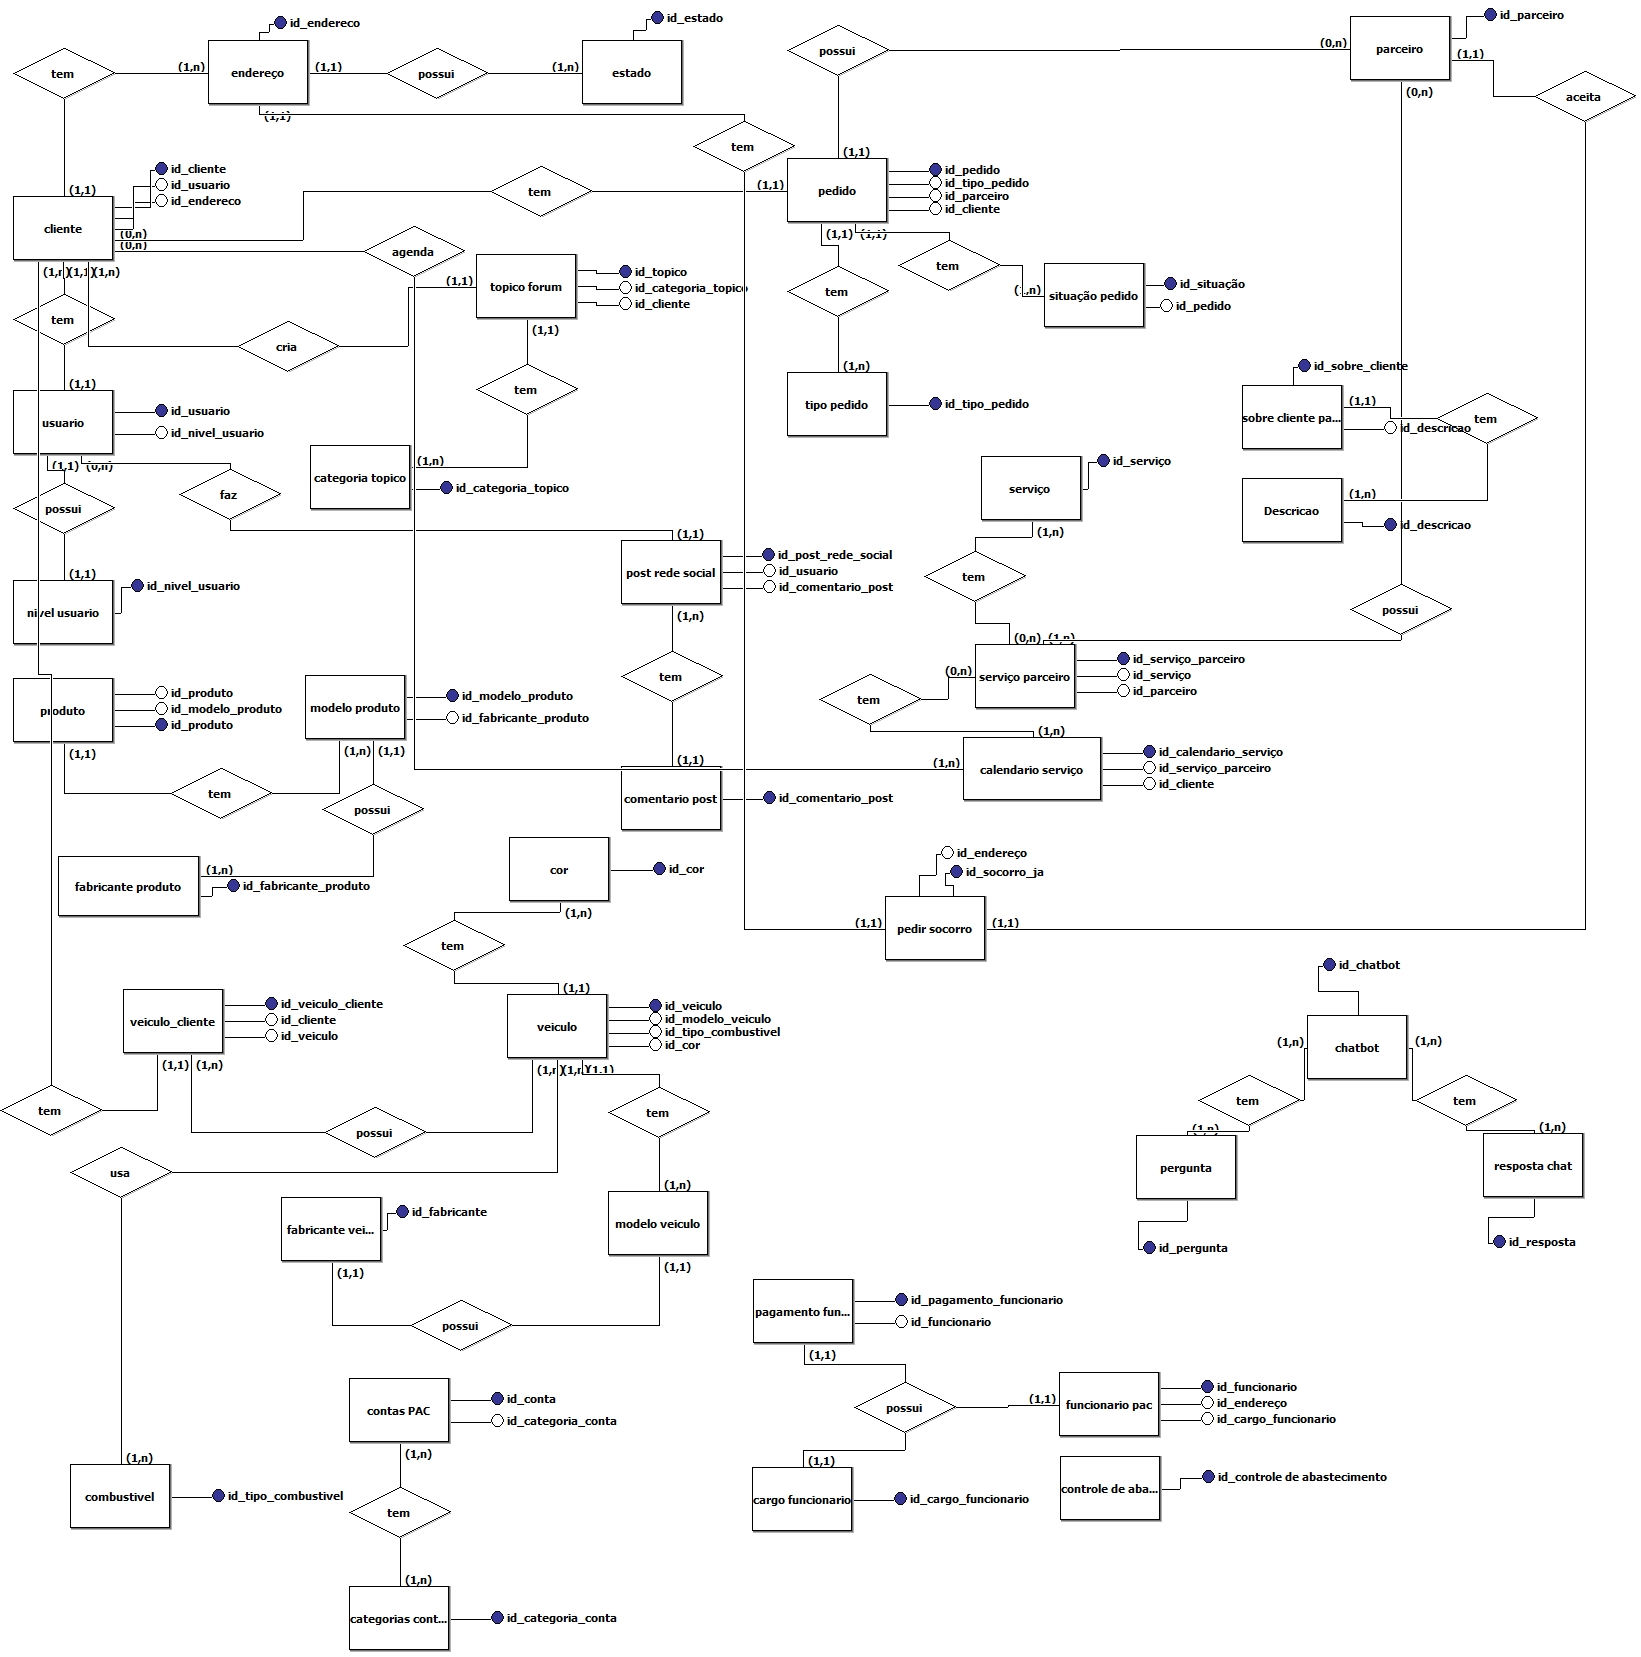 id_endereco
id_estado
id_parceiro
possui
(0,n)
parceiro
tem
(1,n)
endereço
(1,1)
possui
(1,n)
estado
(1,1)
(0,n)
aceita
(1,1)
tem
(1,1)
id_cliente
id_usuario
id_endereco
(1,1)
cliente
(0,n)
(0,n)
tem
(1,1)
pedido
id_pedido
id_tipo_pedido
id_parceiro
id_cliente
(1,1)
(1,1)
agenda
(1,1)
topico forum
id_topico
id_categoria_topico
id_cliente
tem
tem
situação pedido
id_situação
id_pedido
(1,n)
tem
cria
(1,1)
(1,1)
tem
(1,n)
tipo pedido
id_tipo_pedido
id_sobre_cliente
sobre cliente pa...
(1,1)
id_descricao
tem
usuario
id_usuario
id_nivel_usuario
(1,1)
(0,n)
faz
possui
categoria topico
(1,n)
id_categoria_topico
serviço
id_serviço
(1,n)
Descricao
(1,n)
id_descricao
(1,1)
post rede social
id_post_rede_social
id_usuario
id_comentario_post
(1,n)
tem
(1,1)
nivel usuario
id_nivel_usuario
tem
possui
(0,n)
(1,n)
(0,n)
serviço parceiro
id_serviço_parceiro
id_serviço
id_parceiro
produto
id_produto
id_modelo_produto
id_produto
(1,1)
modelo produto
id_modelo_produto
id_fabricante_produto
(1,n)
(1,1)
tem
(1,n)
(1,n)
calendario serviço
id_calendario_serviço
id_serviço_parceiro
id_cliente
tem
possui
(1,1)
comentario post
id_comentario_post
fabricante produto
(1,n)
id_fabricante_produto
cor
id_cor
(1,n)
id_endereço
id_socorro_ja
(1,1)
pedir socorro
(1,1)
tem
(1,1)
veiculo_cliente
id_veiculo_cliente
id_cliente
id_veiculo
(1,1)
(1,n)
veiculo
id_veiculo
id_modelo_veiculo
id_tipo_combustivel
id_cor
(1,1)
id_chatbot
(1,n)
chatbot
(1,n)
tem
possui
tem
tem
tem
(1,n)
pergunta
(1,n)
resposta chat
id_pergunta
id_resposta
usa
(1,n)
modelo veiculo
(1,1)
fabricante vei...
id_fabricante
(1,1)
possui
pagamento fun...
id_pagamento_funcionario
id_funcionario
(1,1)
possui
(1,1)
funcionario pac
id_funcionario
id_endereço
id_cargo_funcionario
contas PAC
id_conta
id_categoria_conta
(1,n)
tem
(1,1)
cargo funcionario
id_cargo_funcionario
controle de aba...
id_controle de abastecimento
(1,n)
combustivel
id_tipo_combustivel
(1,n)
categorias cont...
id_categoria_conta